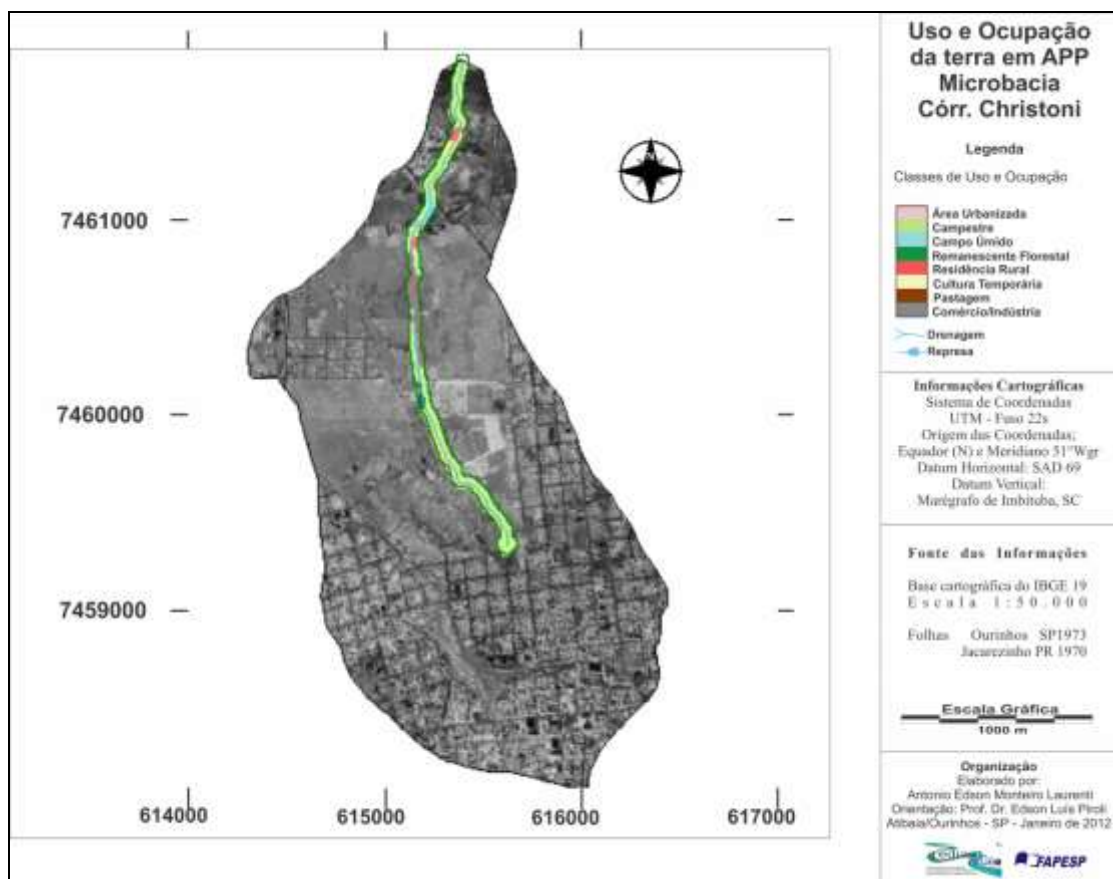 Uso e Ocupação
da terra em APP
Microbacia
Córr. Christoni
Legenda
Classes de Uso e Ocupação
Área Urbanizada
Campestre
Campo Úmido
Remanescente Florestal
Residência Rural
Cultura Temporária
Pastagem
Comércio/Indústria
Drenagem
Represa
Informações Cartográficas
Sistema de Coordenadas
UTM - Fuso 22s
Origem das Coordenadas;
Equador (N) e Meridiano 51°Wgr
Datum Horizontal: SAD 69
Datum Vertical:
Marégrafo de Imbituba, SC
Fonte das Informações
Base cartográfica do IBGE 19
Escala 1:50.000
Folhas Ourinhos SP1973
Jacarezinho PR 1970
Escala Gráfica
1000 m
Organização
Elaborado por:
Antonio Edson Monteiro Laurenti
Orientação: Prof. Dr. Edson Luís Piroli
Atibaia/Ourinhos - SP - Janeiro de 2012
FAPESP
614000 615000 616000 617000
7461000
7460000
7459000
614000 615000 616000 617000